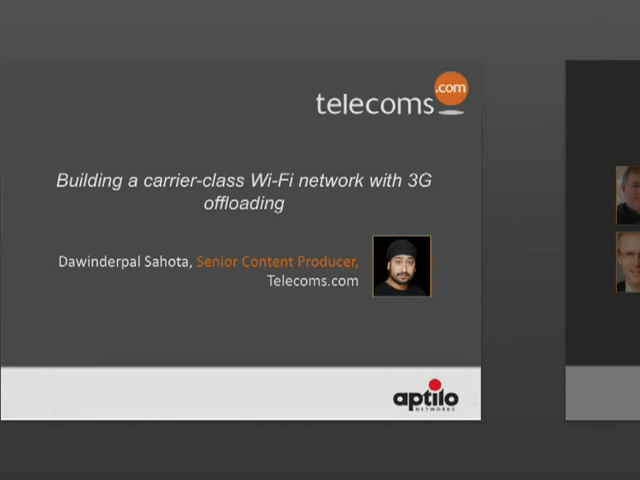 telecoms.com
Building a carrier-class Wi-Fi network with 3G
offloading
Dawinderpal Sahota, Senior Content Producer,
Telecoms.com
aptilo
NETWORKS